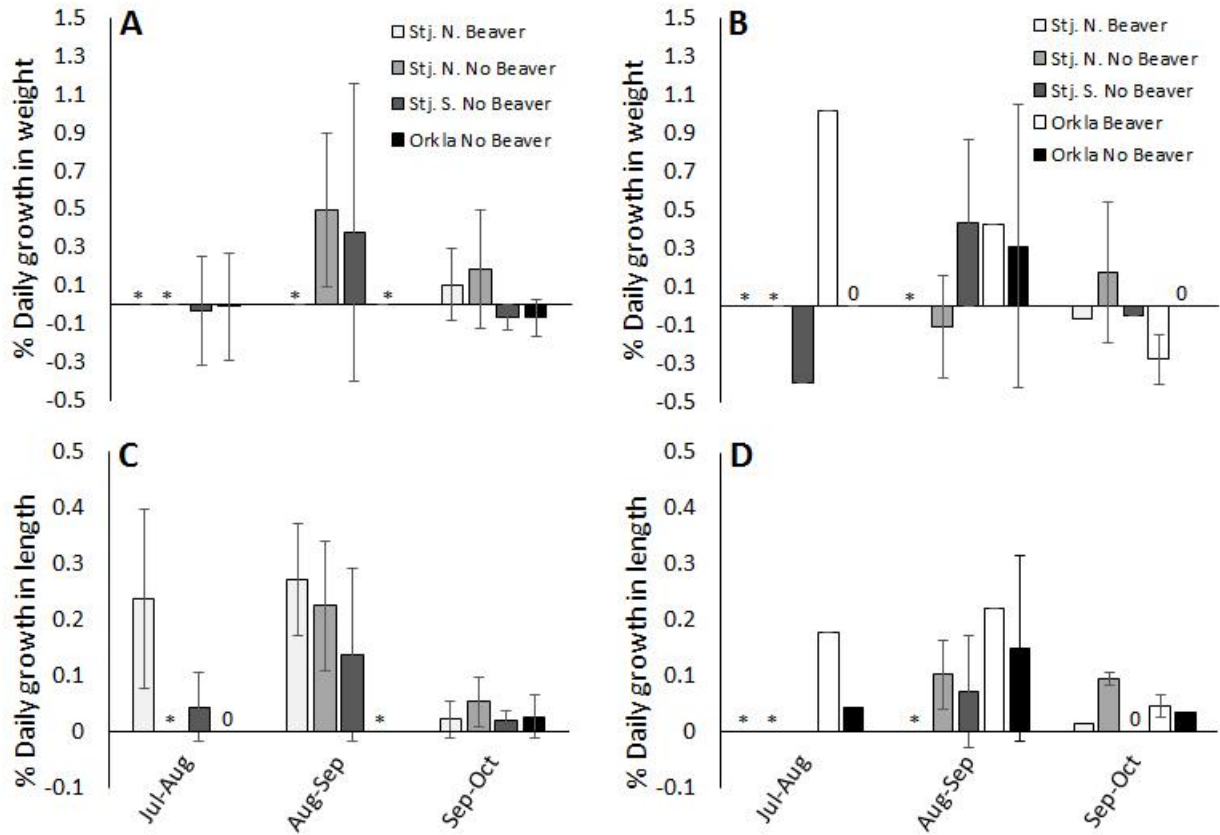 A
% Daily growth in weight
1.5
1.3
1.1
0.9
0.7
0.5
0.3
0.1
-0.1
-0.3
-0.5
Stj. N. Beaver
Stj. N. No Beaver
Stj. S. No Beaver
Orkla No Beaver
* * * *
B
% Daily growth in weight
1.5
1.3
1.1
0.9
0.7
0.5
0.3
0.1
-0.1
-0.3
-0.5
Stj. N. Beaver
Stj. N. No Beaver
Stj. S. No Beaver
Orkla Beaver
Orkla No Beaver
* * 0 * 0
C
% Daily growth in length
0.5
0.4
0.3
0.2
0.1
0
-0.1
* 0 *
Jul-Aug
Aug-Sep
Sep-Oct
D
% Daily growth in length
0.5
0.4
0.3
0.2
0.1
0
-0.1
* * * 0
Jul-Aug
Aug-Sep
Sep-Oct